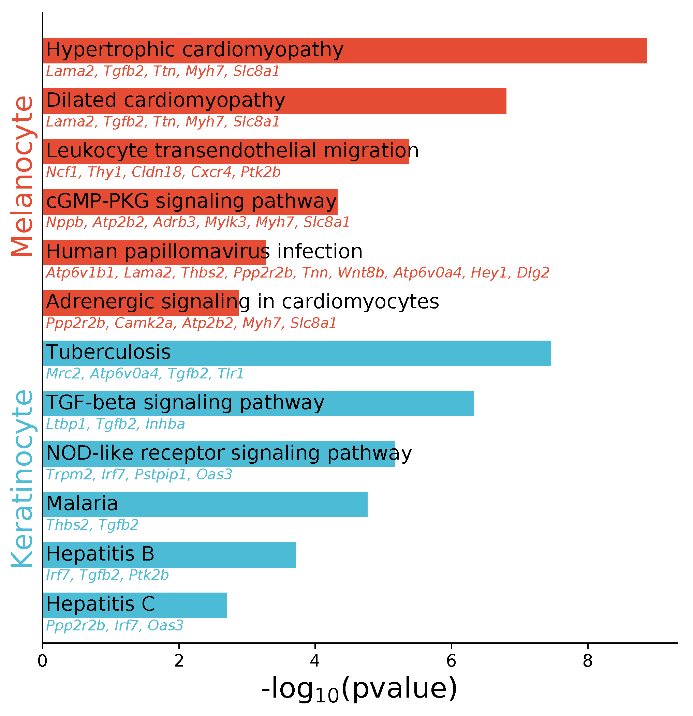 Melanocyte
Hypertrophic cardiomyopathy
Lama2, Tgfb2, Ttn, Myh7, Slc8a1
Dilated cardiomyopathy
Lama2, Tgfb2, Ttn, Myh7, Slc8a1
Leukocyte transendothelial migration
Ncf1, Thy1, Cldn18, Cxcr4, Ptk2b
cGMP-PKG signaling pathway
Nppb, Atp2b2, Adrb3, Mylk3, Myh7, Slc8a1
Human papillomavirus infection
Atp6v1b1, Lama2, Thbs2, Ppp2r2b, Tnn, Wnt8b, Atp6v0a4, Hey1, Dlg2
Adrenergic signaling in cardiomyocytes
Ppp2r2b, Camk2a, Atp2b2, Myh7, Slc8a1
Keratinocyte
Tuberculosis
Mrc2, Atp6v0a4, Tgfb2, Tlr1
TGF-beta signaling pathway
Ltbp1, Tgfb2, Inhba
NOD-like receptor signaling pathway
Trpm2, Irf7, Pstpip1, Oas3
Malaria
Thbs2, Tgfb2
Hepatitis B
Irf7, Tgfb2, Ptk2b
Hepatitis C
Ppp2r2b, Irf7, Oas3
0 2 4 6 8
-log10(pvalue)